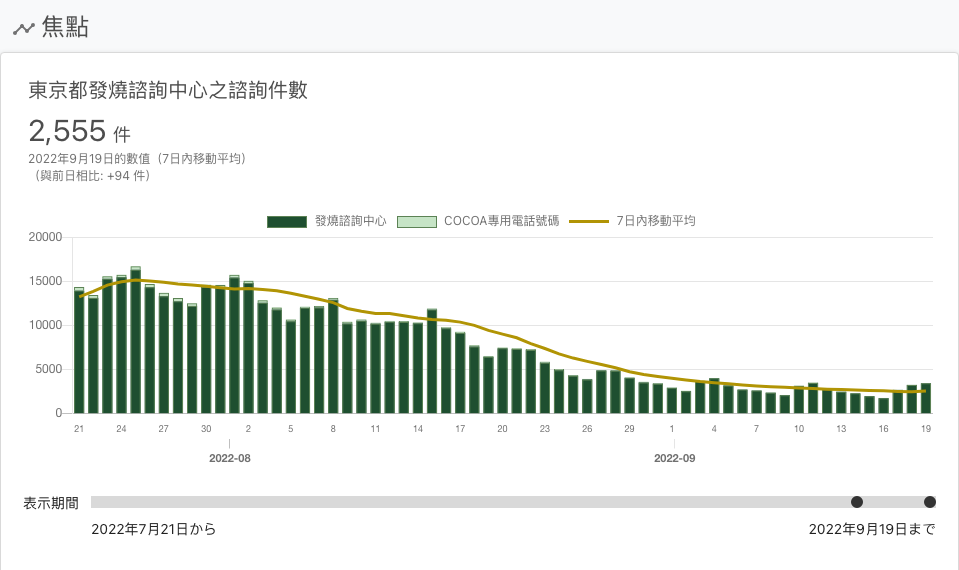 焦點
東京都發燒諮詢中心之諮詢件數
2,555 件
2022年9月19日的數值（7日內移動平均）
（與前日相比: +94 件）
發燒諮詢中心 COCOA專用電話號碼 7日內移動平均
20000
15000
10000
5000
0
21 24 27 30 2 5 8 11 14 17 20 23 26 29 1 4 7 10 13 16 19
2022-08 2022-09
表示期間
2022年7月21日から 2022年9月19日まで